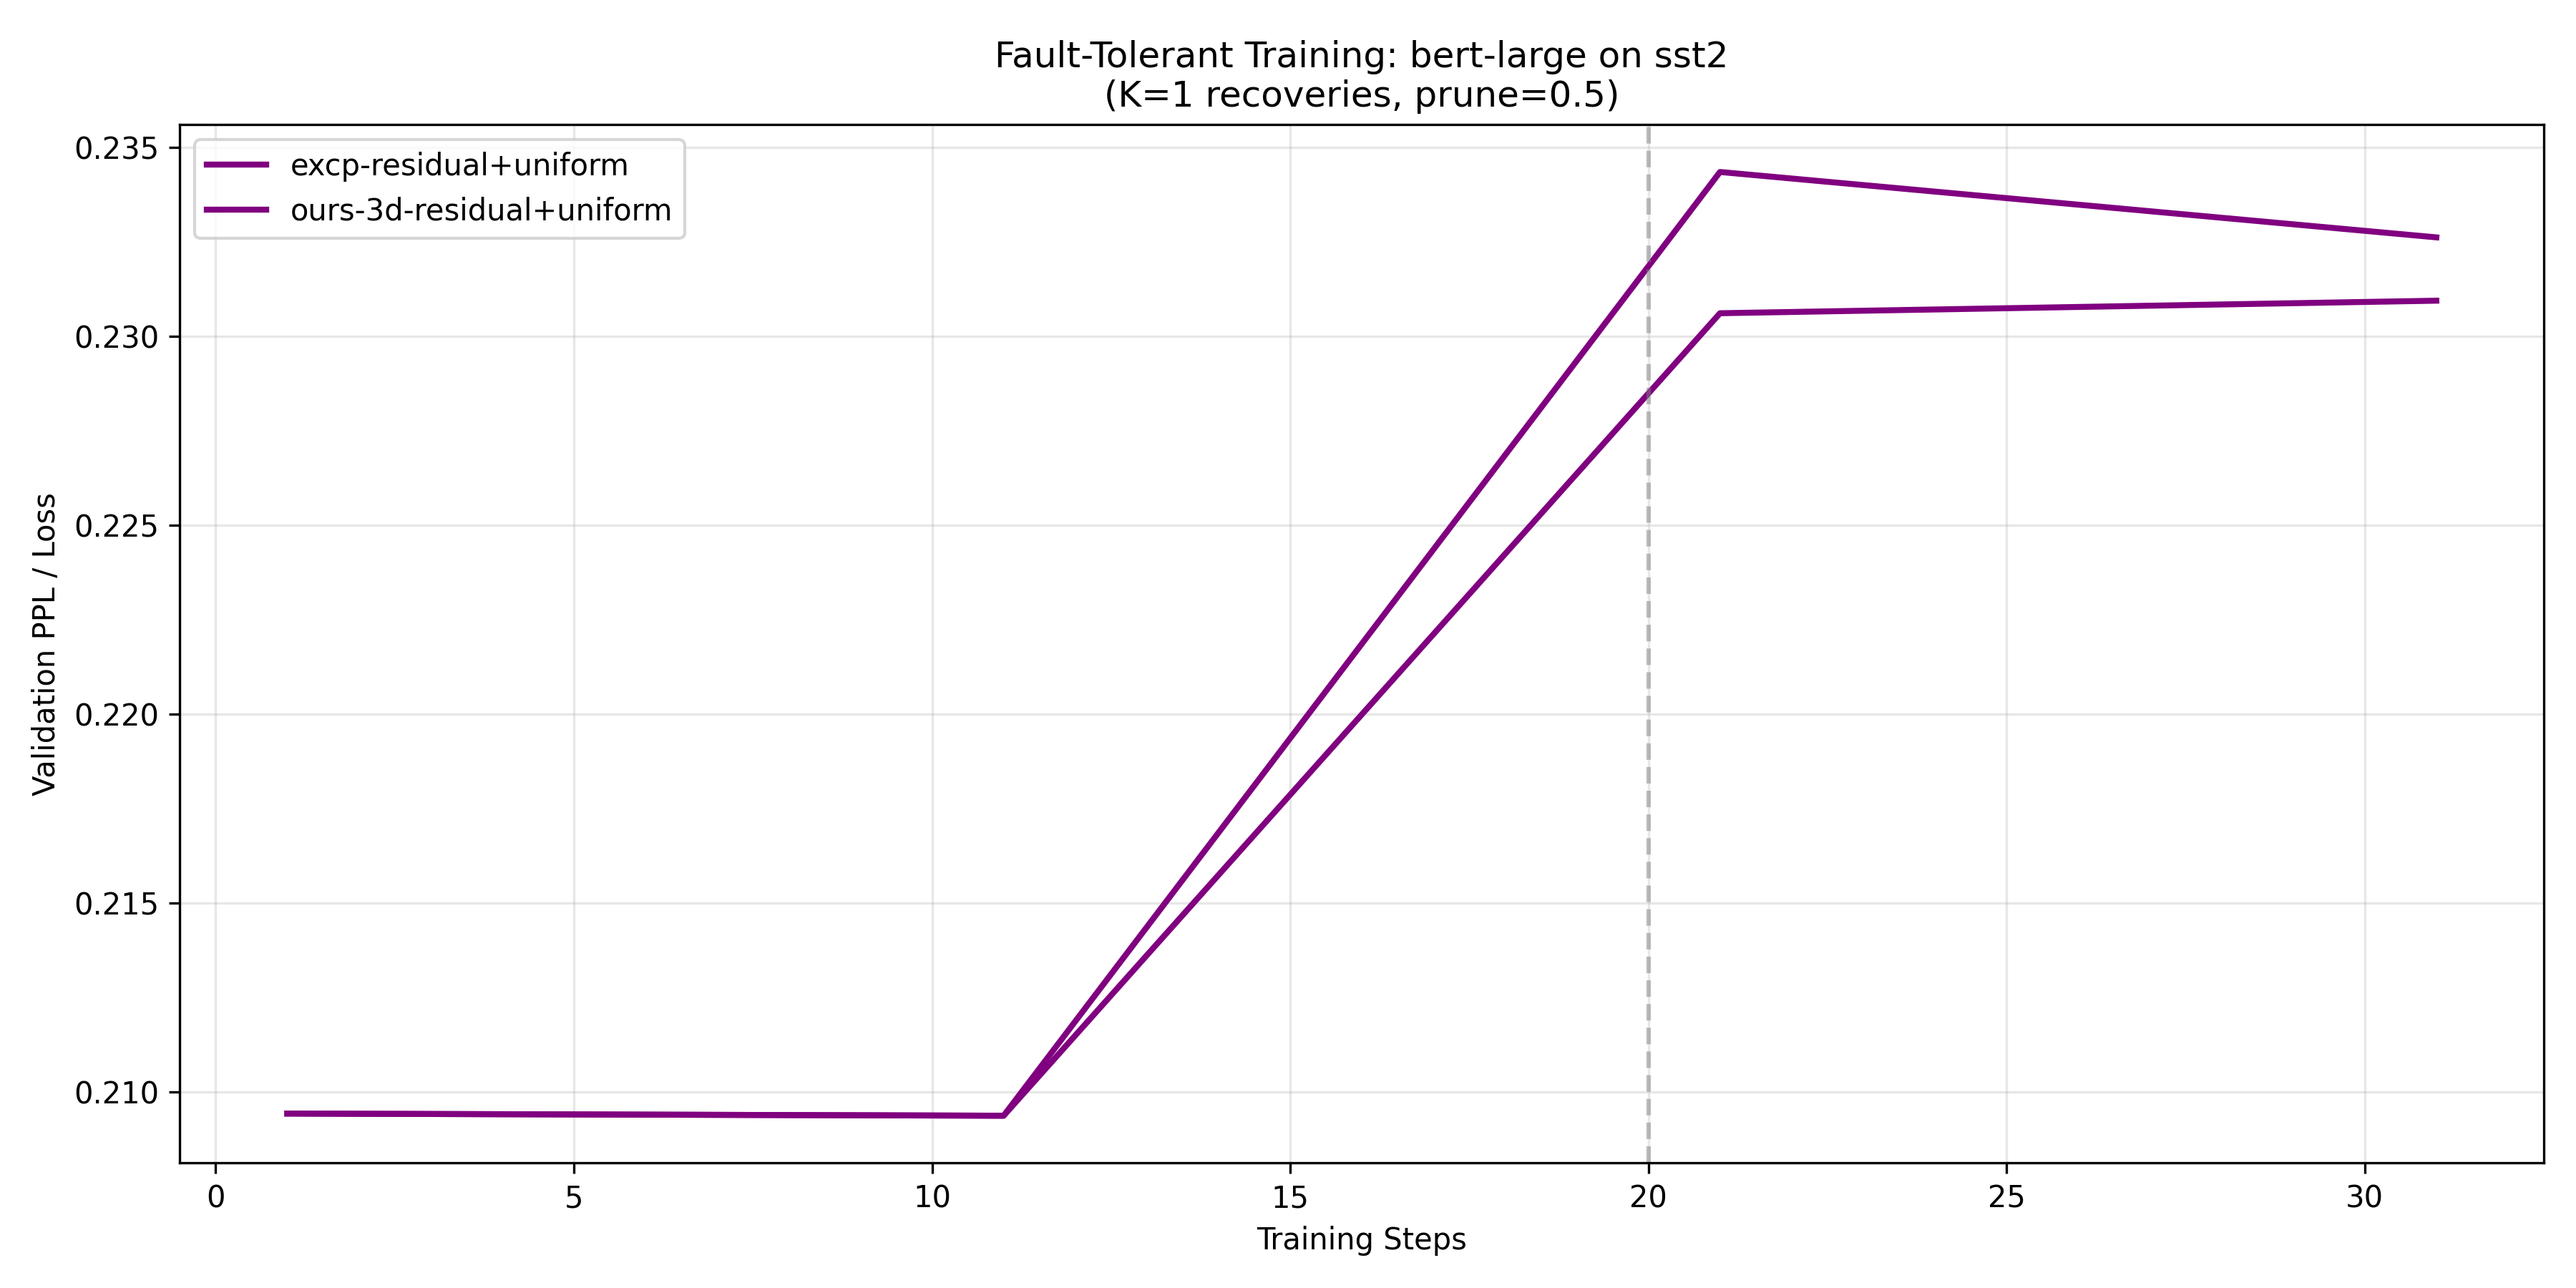 Fault-Tolerant Training: bert-large on sst2
(K=1 recoveries, prune=0.5)
excp-residual+uniform
ours-3d-residual+uniform
Validation PPL / Loss
0.235
0.230
0.225
0.220
0.215
0.210
0
5
10
15
20
25
30
Training Steps